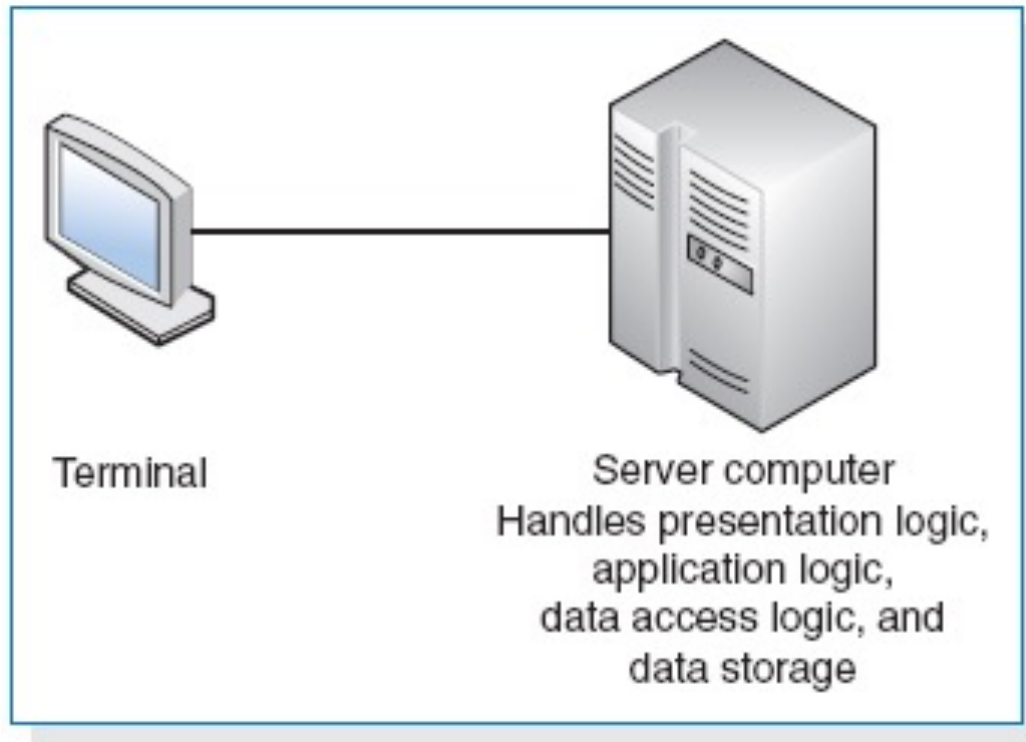 Terminal
Server computer
Handles presentation logic,
application logic,
data access logic, and
data storage